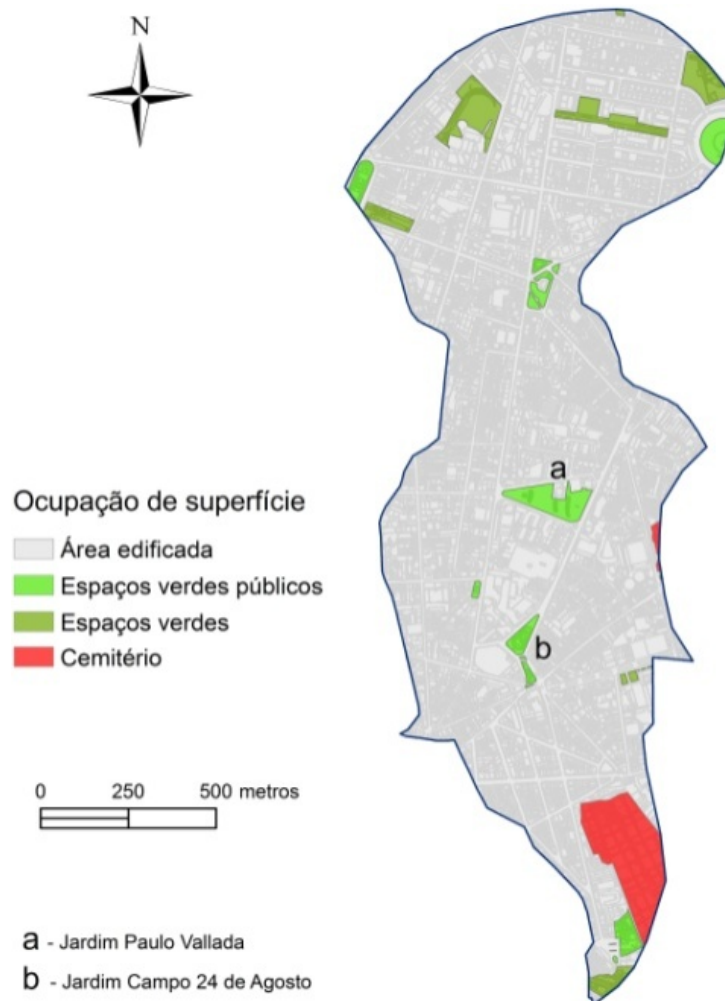 N
a
b
Ocupação de superfície
Área edificada
Espaços verdes públicos
Espaços verdes
Cemitério
0 250 500 metros
a - Jardim Paulo Vallada
b - Jardim Campo 24 de Agosto